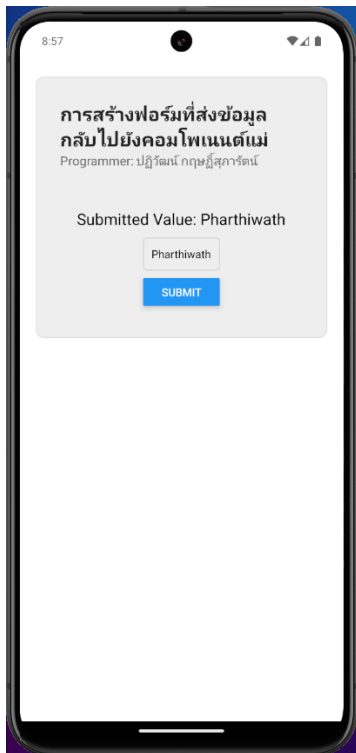 8:57
การสร้างฟอร์มที่ส่งข้อมูล
กลับไปยังคอมโพเนนต์แม่
Programmer: ปฏิวัฒน์ กฤษฏิ์สุภารัตน์
Submitted Value: Pharthiwath
Pharthiwath
SUBMIT